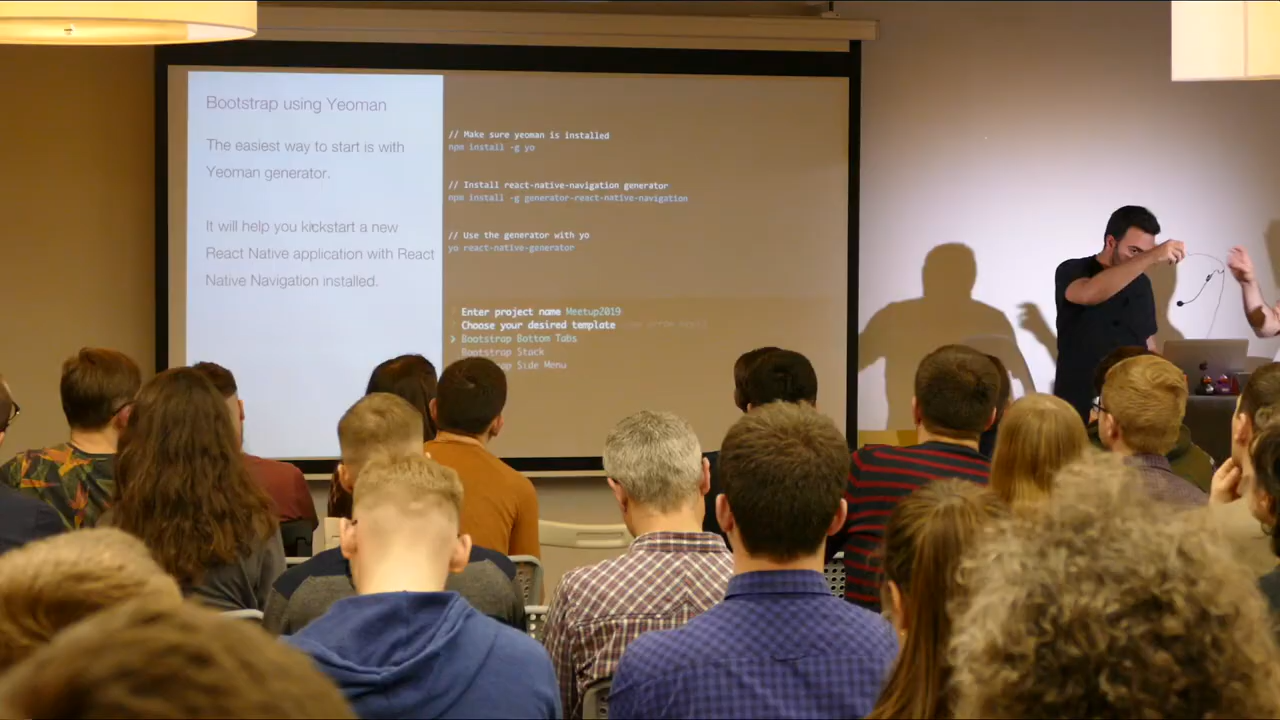 Bootstrap using Yeoman
The easiest way to start is with
Yeoman generator.
It will help you kickstart a new
React Native application with React
Native Navigation installed.
// Make sure yeoman is installed
npm install -g yo
// Install react-native-navigation generator
npm install -g generator-react-native-navigation
// Use the generator with yo
yo react-native-generator
Enter project name Meetup2019
Choose your desired template
> Bootstrap Bottom Tabs
Bootstrap Stack
Side Menu